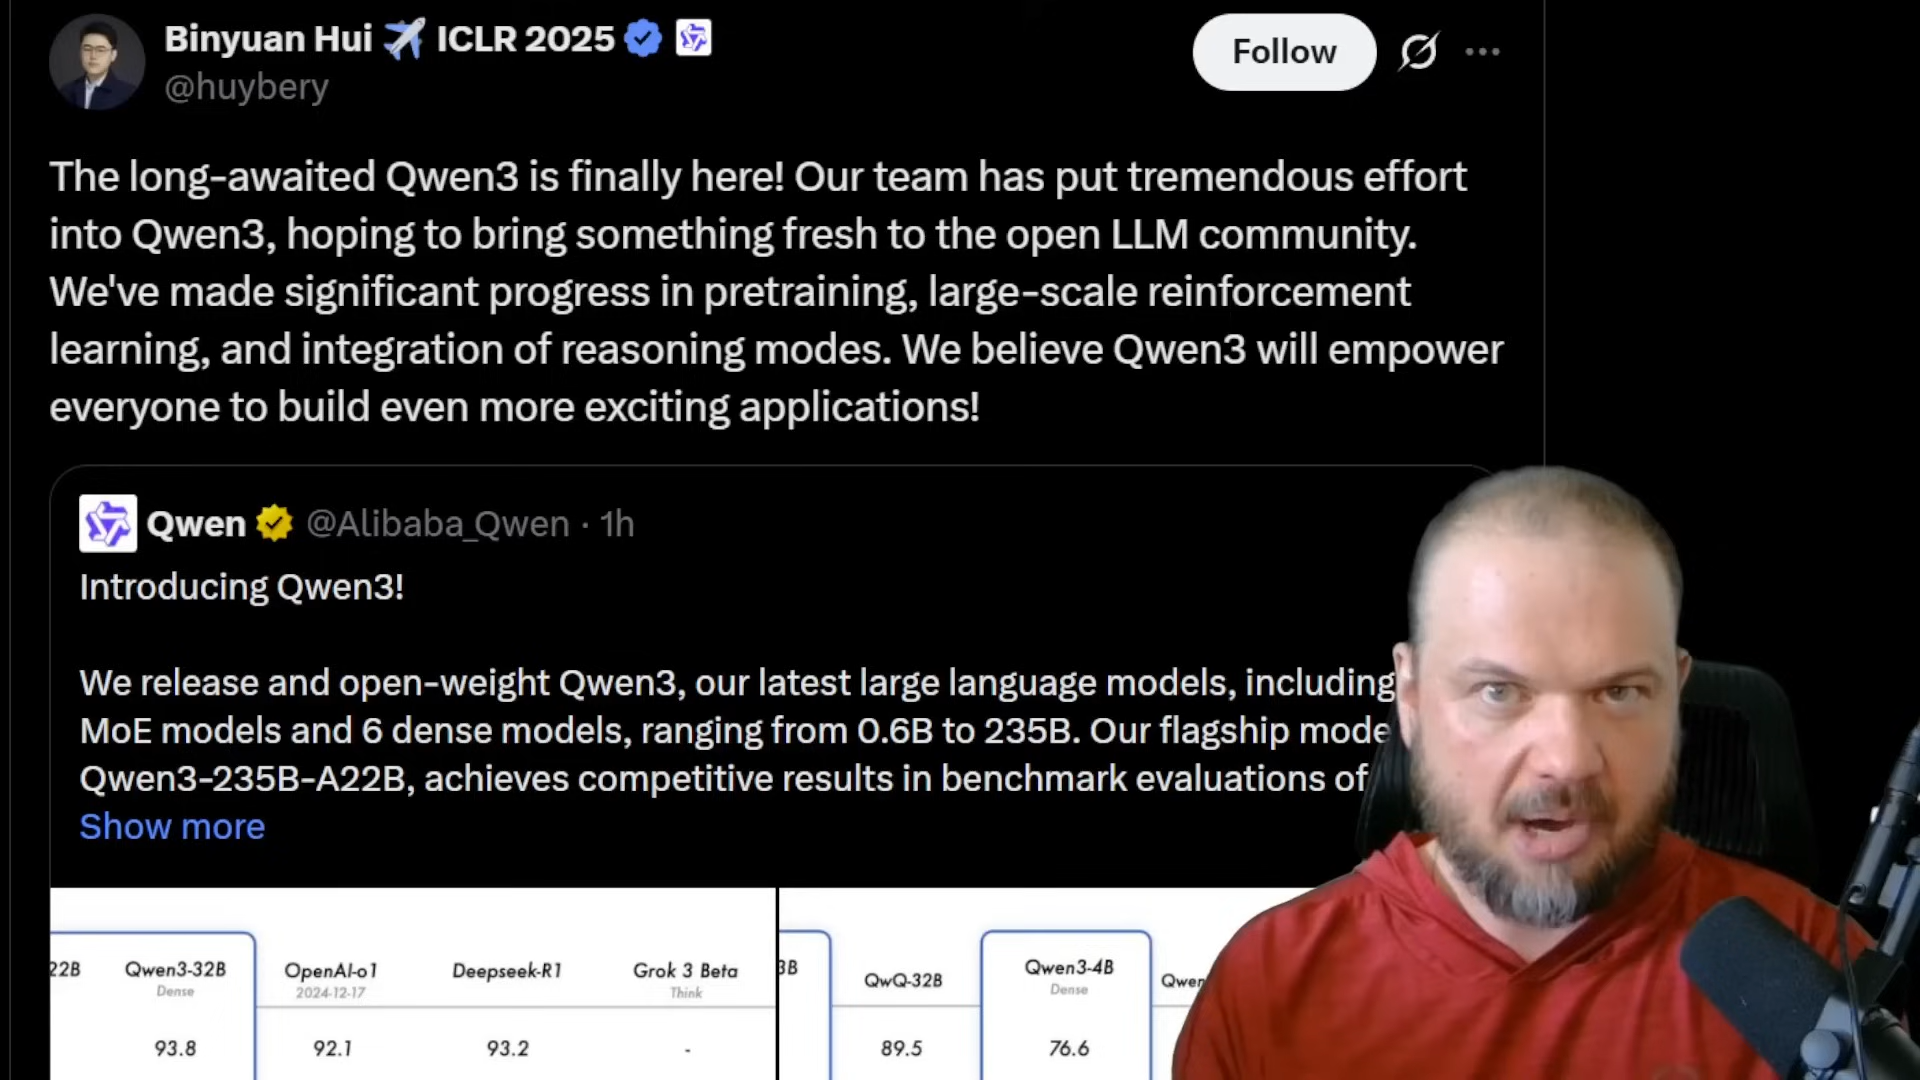 Binyuan Hui ✈️ ICLR 2025
@huybery
Follow
The long-awaited Qwen3 is finally here! Our team has put tremendous effort
into Qwen3, hoping to bring something fresh to the open LLM community.
We've made significant progress in pretraining, large-scale reinforcement
learning, and integration of reasoning modes. We believe Qwen3 will empower
everyone to build even more exciting applications!
Qwen @Alibaba_Qwen · 1h
Introducing Qwen3!
We release and open-weight Qwen3, our latest large language models, including
MoE models and 6 dense models, ranging from 0.6B to 235B. Our flagship mode
Qwen3-235B-A22B, achieves competitive results in benchmark evaluations of
Show more
22B Qwen3-32B OpenAI-o1 Deepseek-R1 Grok 3 Beta
Dense 2024-12-17 Think
93.8 92.1 93.2 -
3B QwQ-32B Qwen3-4B Qwen
Dense
89.5 76.6